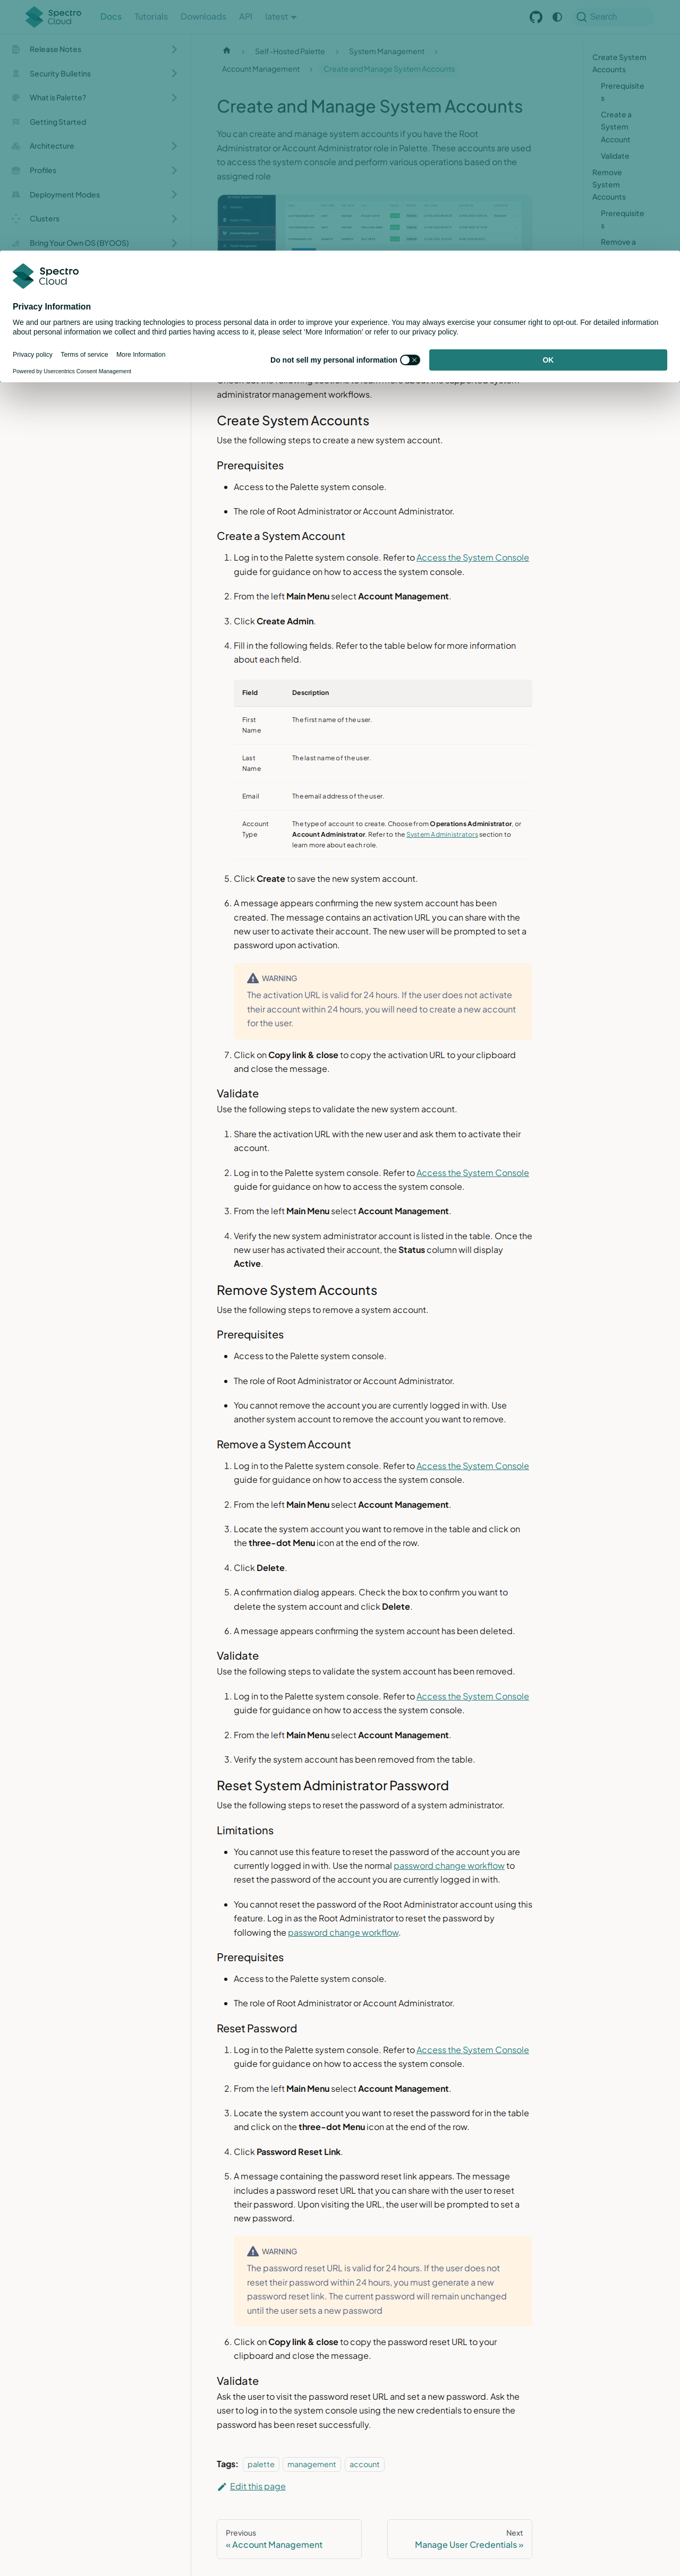 Spectro Cloud
Docs
Tutorials
Downloads
API
latest
Search
Release Notes
Security Bulletins
What is Palette?
Getting Started
Architecture
Profiles
Deployment Modes
Clusters
Bring Your Own OS (BYOOS)
Self-Hosted Palette
System Management
Account Management
Create and Manage System Accounts
Create and Manage System Accounts
You can create and manage system accounts if you have the Root
Administrator or Account Administrator role in Palette. These accounts are used
to access the system console and perform various operations based on the
assigned role
Create System
Accounts
Prerequisite
s
Create a
System
Account
Validate
Remove
System
Accounts
Prerequisite
s
Remove a
Spectro
Cloud
Privacy Information
We and our partners are using tracking technologies to process personal data in order to improve your experience. You may always exercise your consumer right to opt-out. For detailed information
about personal information we collect and third parties having access to it, please select 'More Information' or refer to our privacy policy.
Privacy policy
Terms of service
More Information
Powered by Usercentrics Consent Management
Do not sell my personal information
OK
administrator management workflows.
Create System Accounts
Use the following steps to create a new system account.
Prerequisites
Access to the Palette system console.
The role of Root Administrator or Account Administrator.
Create a System Account
1. Log in to the Palette system console. Refer to Access the System Console
guide for guidance on how to access the system console.
2. From the left Main Menu select Account Management.
3. Click Create Admin.
4. Fill in the following fields. Refer to the table below for more information
about each field.
Field Description
First
Name
The first name of the user.
Last
Name
The last name of the user.
Email The email address of the user.
Account
Type
The type of account to create. Choose from Operations Administrator, or
Account Administrator. Refer to the System Administrators section to
learn more about each role.
5. Click Create to save the new system account.
6. A message appears confirming the new system account has been
created. The message contains an activation URL you can share with the
new user to activate their account. The new user will be prompted to set a
password upon activation.
WARNING
The activation URL is valid for 24 hours. If the user does not activate
their account within 24 hours, you will need to create a new account
for the user.
7. Click on Copy link & close to copy the activation URL to your clipboard
and close the message.
Validate
Use the following steps to validate the new system account.
1. Share the activation URL with the new user and ask them to activate their
account.
2. Log in to the Palette system console. Refer to Access the System Console
guide for guidance on how to access the system console.
3. From the left Main Menu select Account Management.
4. Verify the new system administrator account is listed in the table. Once the
new user has activated their account, the Status column will display
Active.
Remove System Accounts
Use the following steps to remove a system account.
Prerequisites
Access to the Palette system console.
The role of Root Administrator or Account Administrator.
You cannot remove the account you are currently logged in with. Use
another system account to remove the account you want to remove.
Remove a System Account
1. Log in to the Palette system console. Refer to Access the System Console
guide for guidance on how to access the system console.
2. From the left Main Menu select Account Management.
3. Locate the system account you want to remove in the table and click on
the three-dot Menu icon at the end of the row.
4. Click Delete.
5. A confirmation dialog appears. Check the box to confirm you want to
delete the system account and click Delete.
6. A message appears confirming the system account has been deleted.
Validate
Use the following steps to validate the system account has been removed.
1. Log in to the Palette system console. Refer to Access the System Console
guide for guidance on how to access the system console.
2. From the left Main Menu select Account Management.
3. Verify the system account has been removed from the table.
Reset System Administrator Password
Use the following steps to reset the password of a system administrator.
Limitations
You cannot use this feature to reset the password of the account you are
currently logged in with. Use the normal password change workflow to
reset the password of the account you are currently logged in with.
You cannot reset the password of the Root Administrator account using this
feature. Log in as the Root Administrator to reset the password by
following the password change workflow.
Prerequisites
Access to the Palette system console.
The role of Root Administrator or Account Administrator.
Reset Password
1. Log in to the Palette system console. Refer to Access the System Console
guide for guidance on how to access the system console.
2. From the left Main Menu select Account Management.
3. Locate the system account you want to reset the password for in the table
and click on the three-dot Menu icon at the end of the row.
4. Click Password Reset Link.
5. A message containing the password reset link appears. The message
includes a password reset URL that you can share with the user to reset
their password. Upon visiting the URL, the user will be prompted to set a
new password.
WARNING
The password reset URL is valid for 24 hours. If the user does not
reset their password within 24 hours, you must generate a new
password reset link. The current password will remain unchanged
until the user sets a new password
6. Click on Copy link & close to copy the password reset URL to your
clipboard and close the message.
Validate
Ask the user to visit the password reset URL and set a new password. Ask the
user to log in to the system console using the new credentials to ensure the
password has been reset successfully.
Tags: palette management account
Edit this page
Previous
« Account Management
Next
Manage User Credentials »